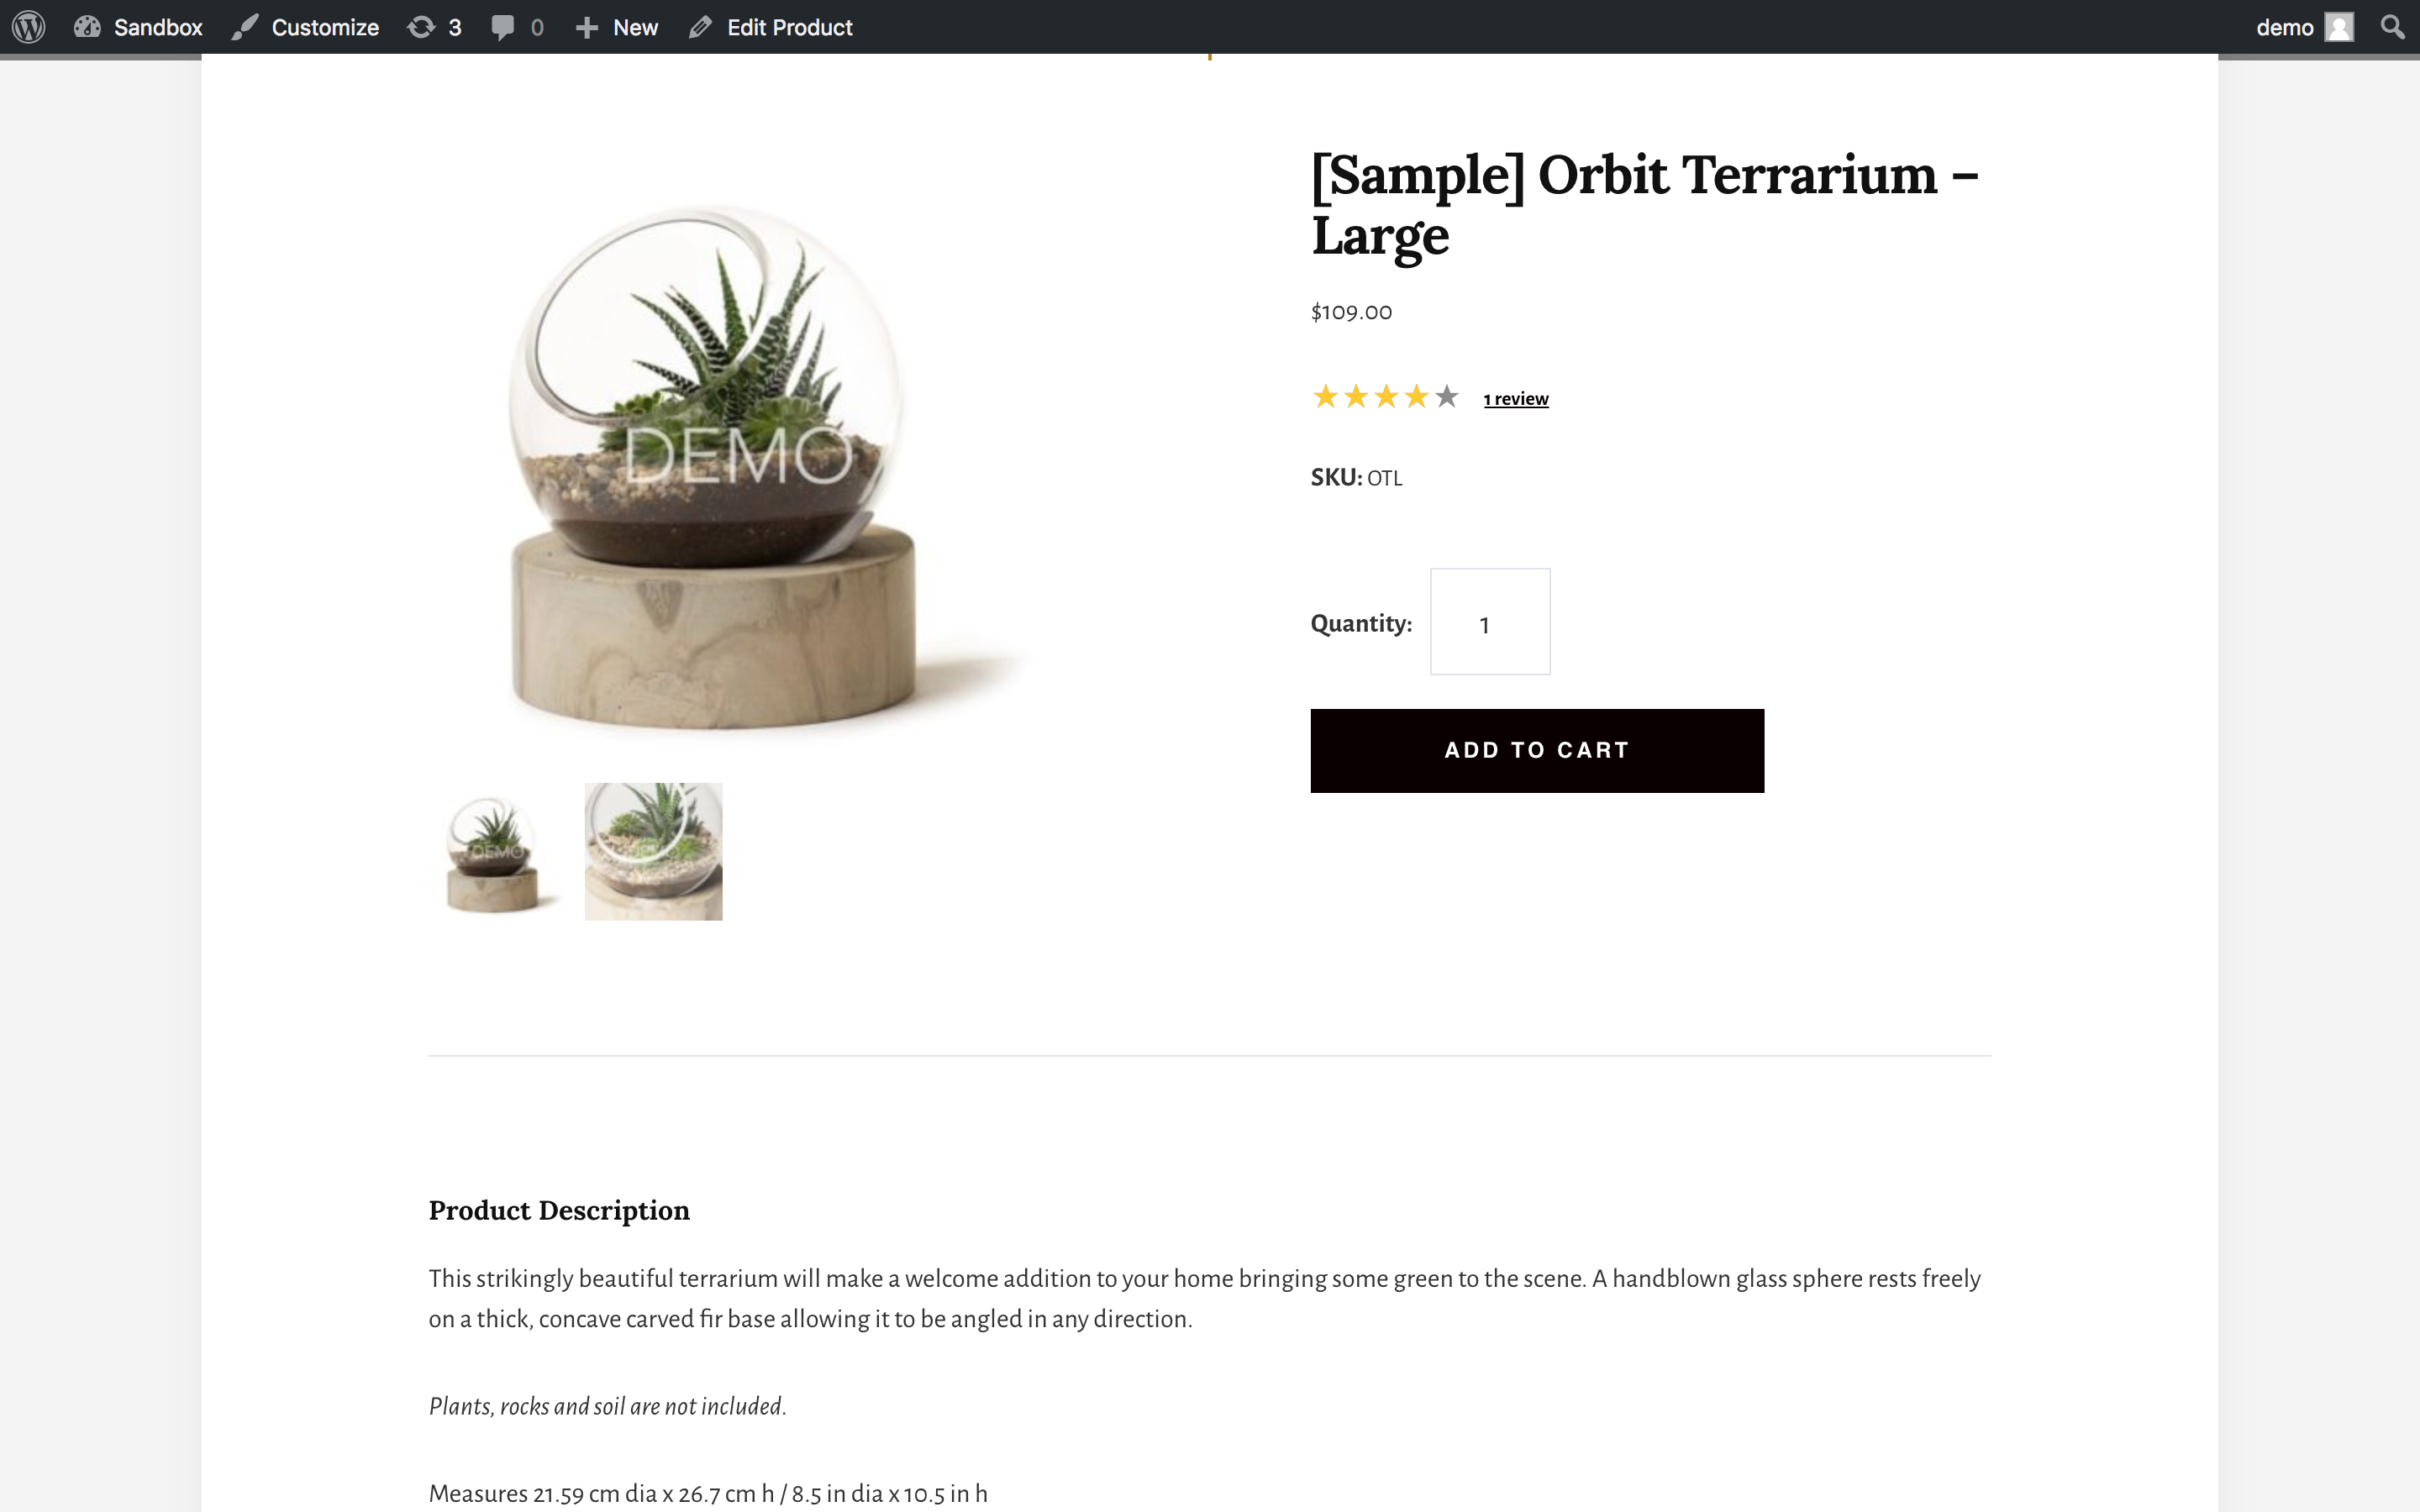 Sandbox Customize 3 0 New Edit Product demo
[Sample] Orbit Terrarium –
Large
$109.00
1 review
SKU: OTL
DEMO
Quantity: 1
ADD TO CART
DEMO
Product Description
This strikingly beautiful terrarium will make a welcome addition to your home bringing some green to the scene. A handblown glass sphere rests freely
on a thick, concave carved fir base allowing it to be angled in any direction.
Plants, rocks and soil are not included.
Measures 21.59 cm dia x 26.7 cm h / 8.5 in dia x 10.5 in h